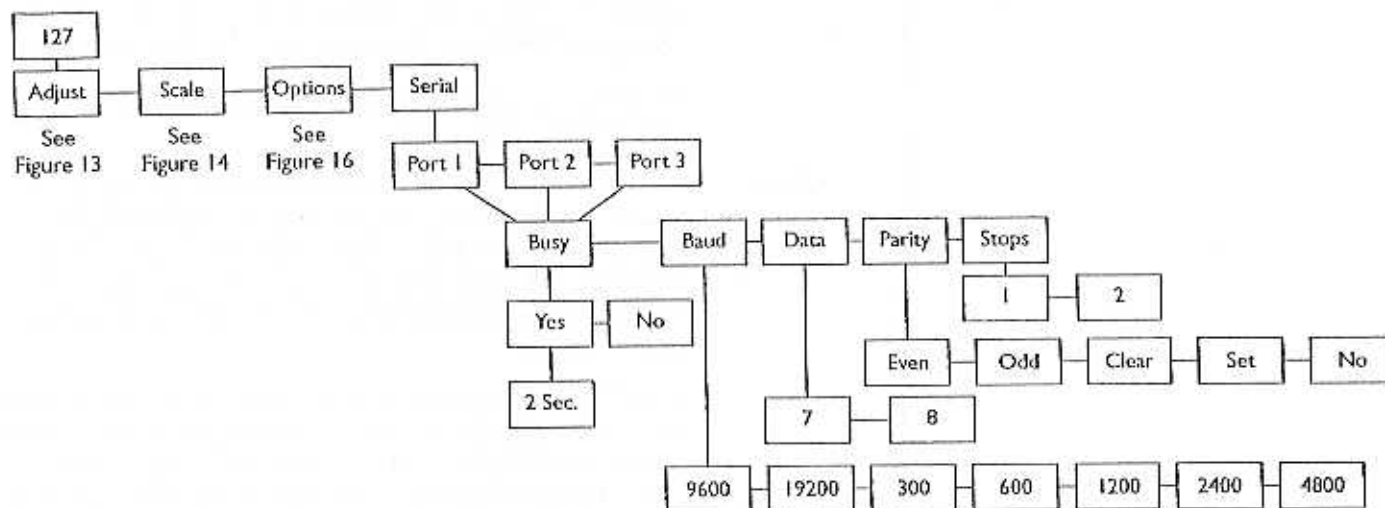 127
Adjust
Scale
Options
Serial
See
Figure 13
See
Figure 14
See
Figure 16
Port 1
Port 2
Port 3
Busy
Baud
Data
Parity
Stops
1
2
Yes
No
Even
Odd
Clear
Set
No
2 Sec.
7
8
9600
19200
300
600
1200
2400
4800